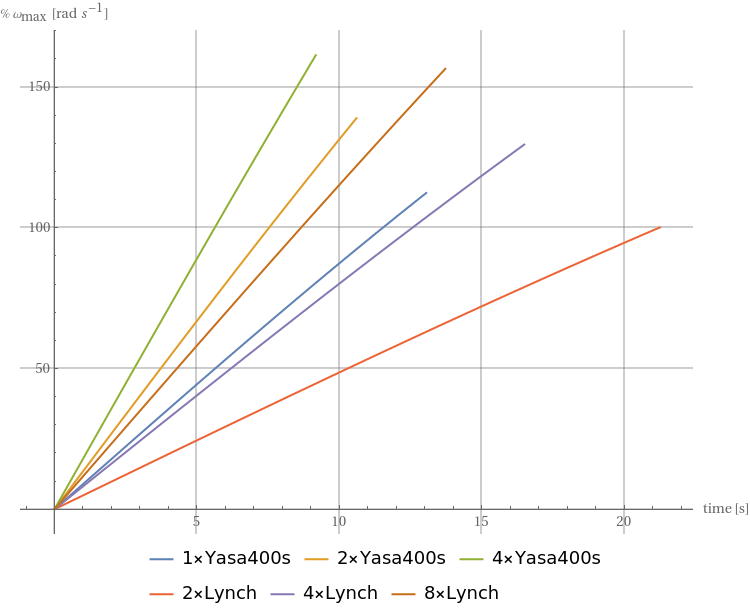 % ωmax [rad s⁻¹]
150
100
50
5 10 15 20 time [s]
1×Yasa400s 2×Yasa400s 4×Yasa400s
2×Lynch 4×Lynch 8×Lynch